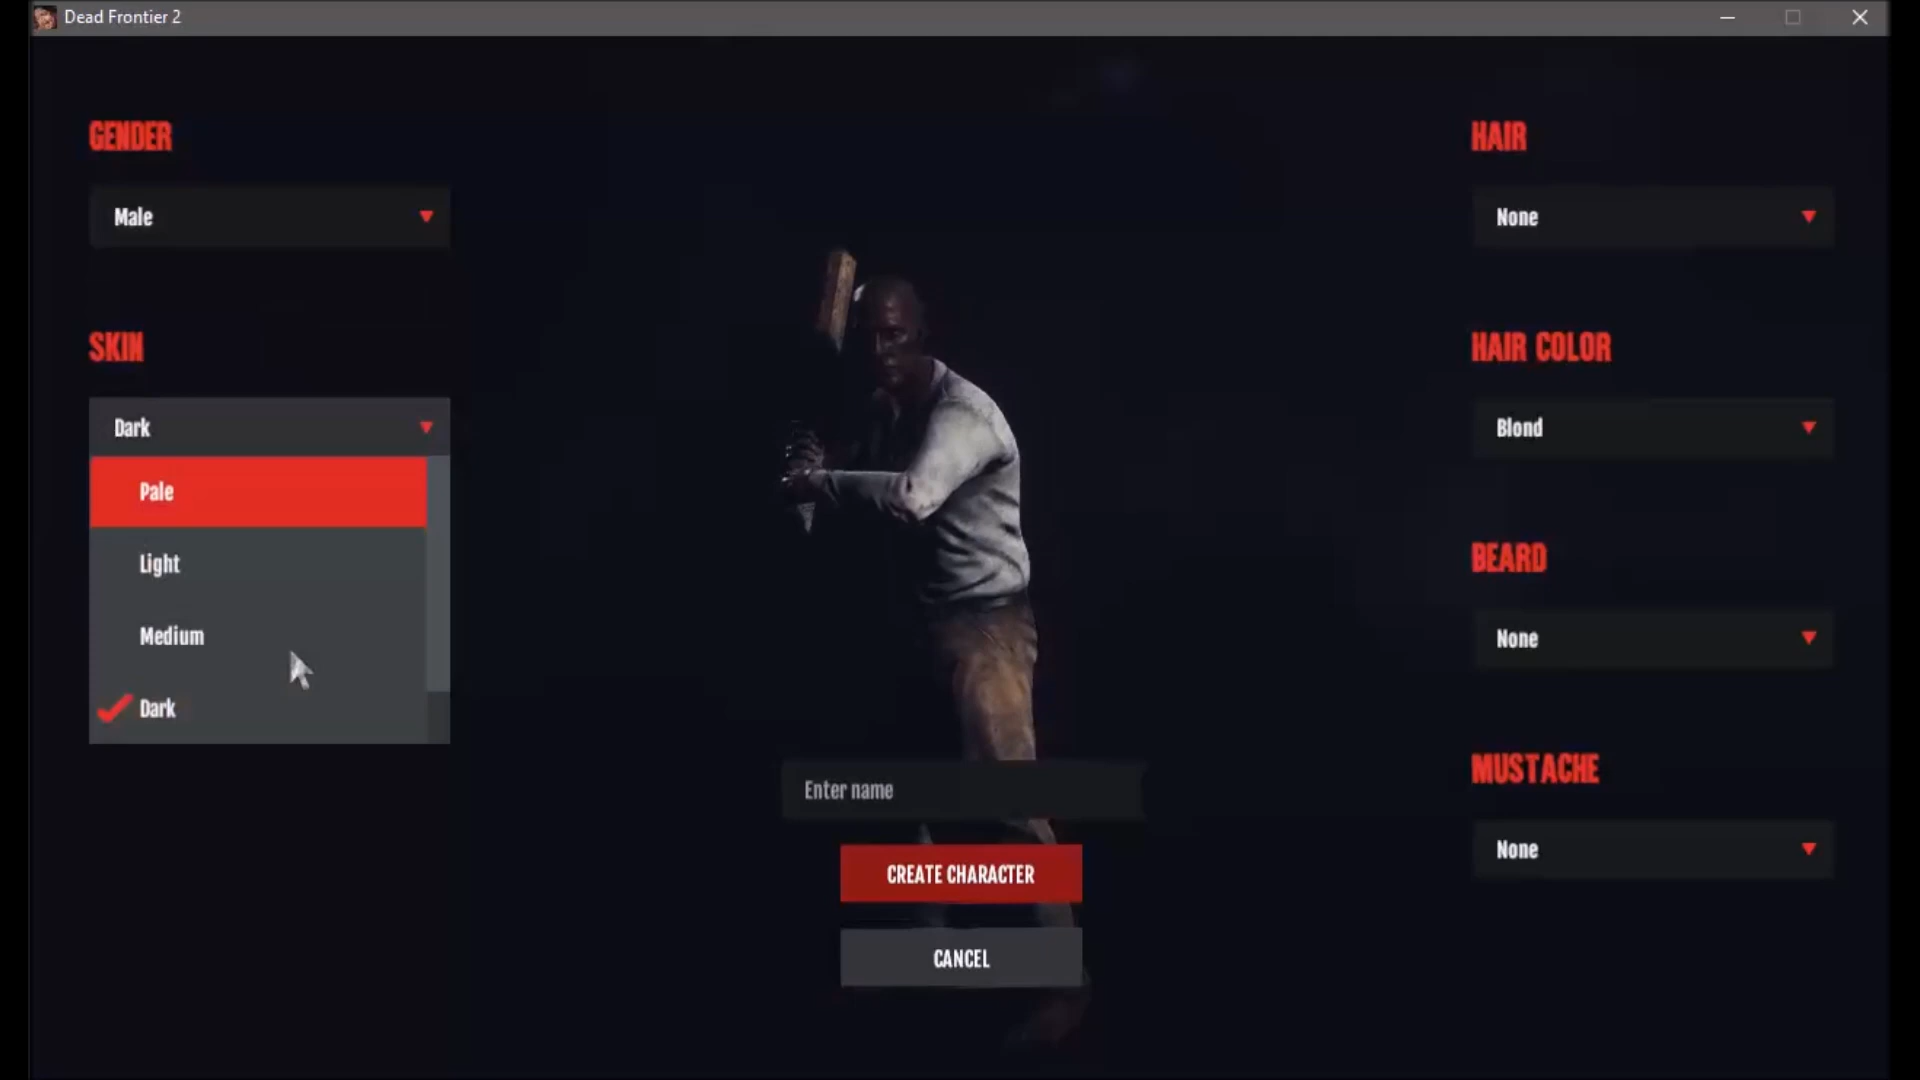 Dead Frontier 2
GENDER
Male
SKIN
Dark
Pale
Light
Medium
Dark
HAIR
None
HAIR COLOR
Blond
BEARD
None
MUSTACHE
None
Enter name
CREATE CHARACTER
CANCEL